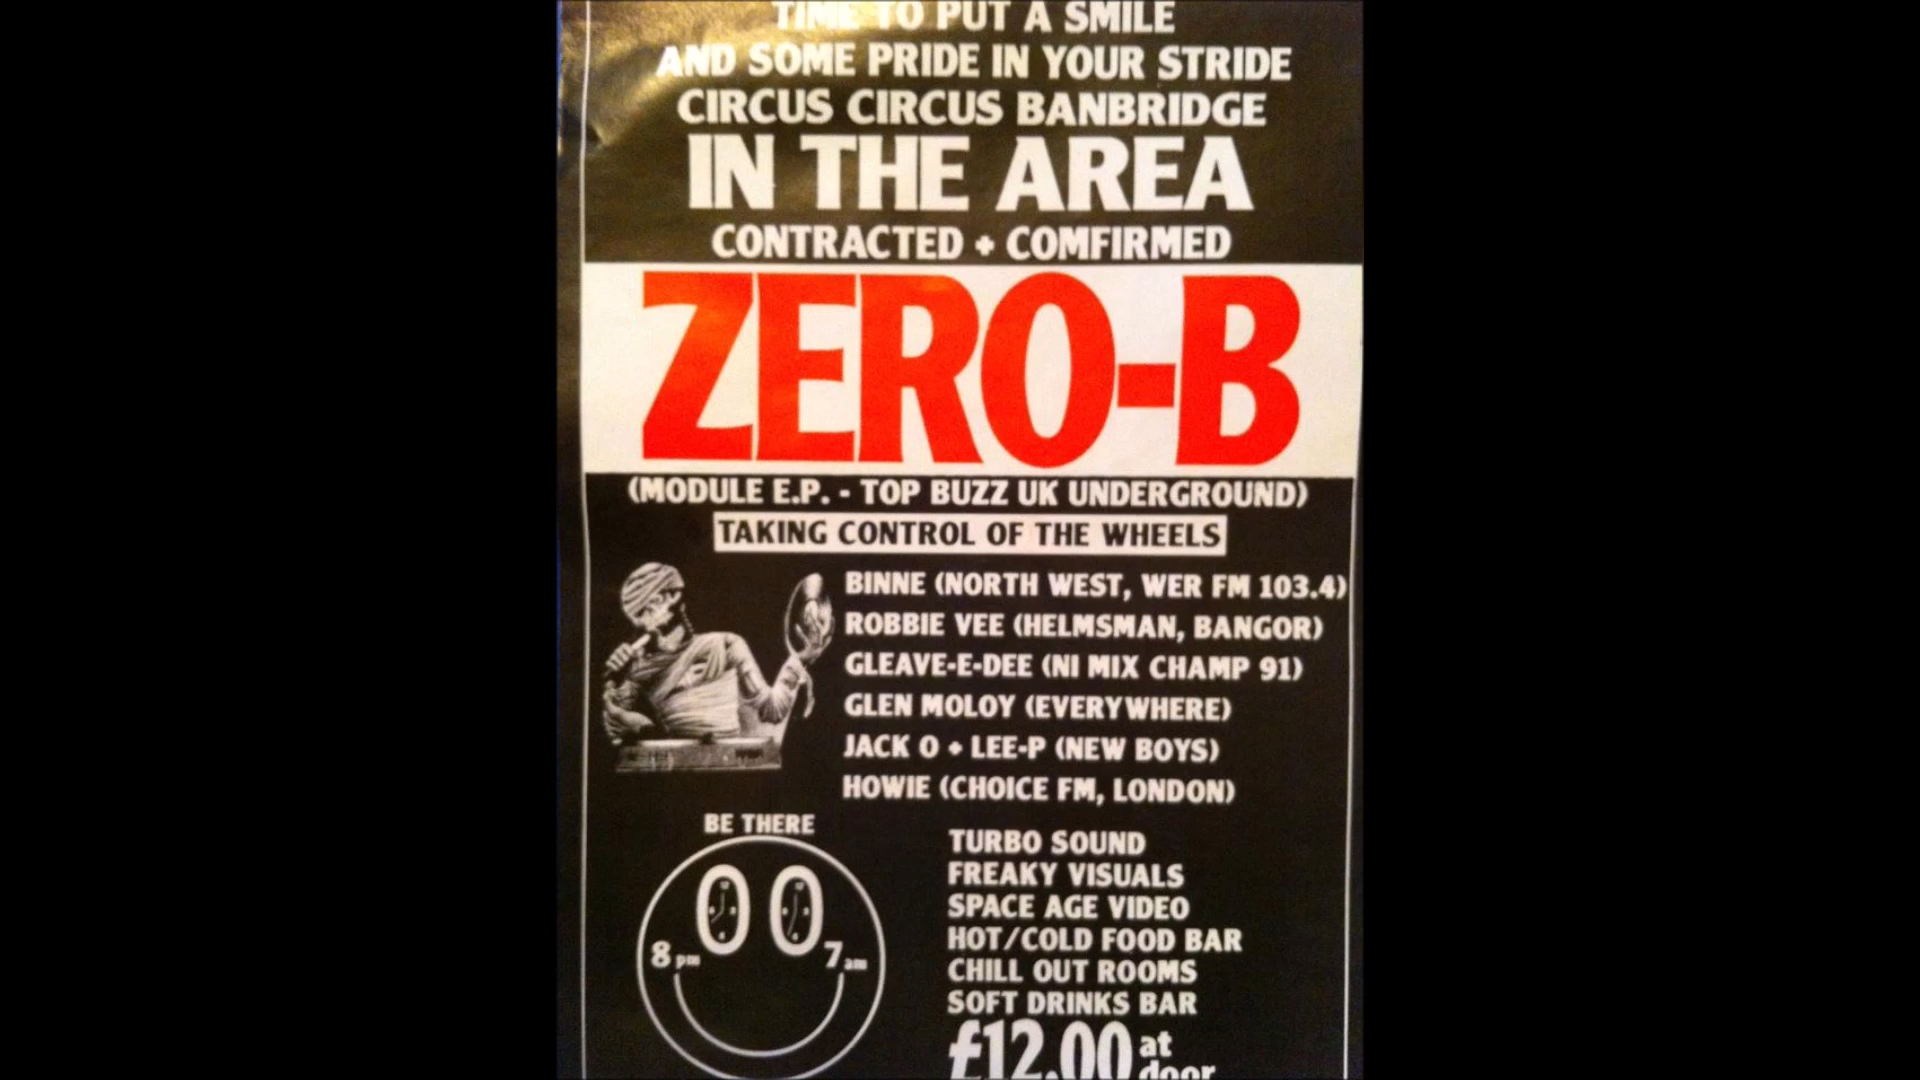 TIME TO PUT A SMILE
AND SOME PRIDE IN YOUR STRIDE
CIRCUS CIRCUS BANBRIDGE
IN THE AREA
CONTRACTED + COMFIRMED
ZERO-B
(MODULE E.P. - TOP BUZZ UK UNDERGROUND)
TAKING CONTROL OF THE WHEELS
BINNE (NORTH WEST, WER FM 103.4)
ROBBIE VEE (HELMSMAN, BANGOR)
GLEAVE-E-DEE (NI MIX CHAMP 91)
GLEN MOLOY (EVERYWHERE)
JACK O + LEE-P (NEW BOYS)
HOWIE (CHOICE FM, LONDON)
BE THERE
8pm
7am
TURBO SOUND
FREAKY VISUALS
SPACE AGE VIDEO
HOT/COLD FOOD BAR
CHILL OUT ROOMS
SOFT DRINKS BAR
£12.00 at door